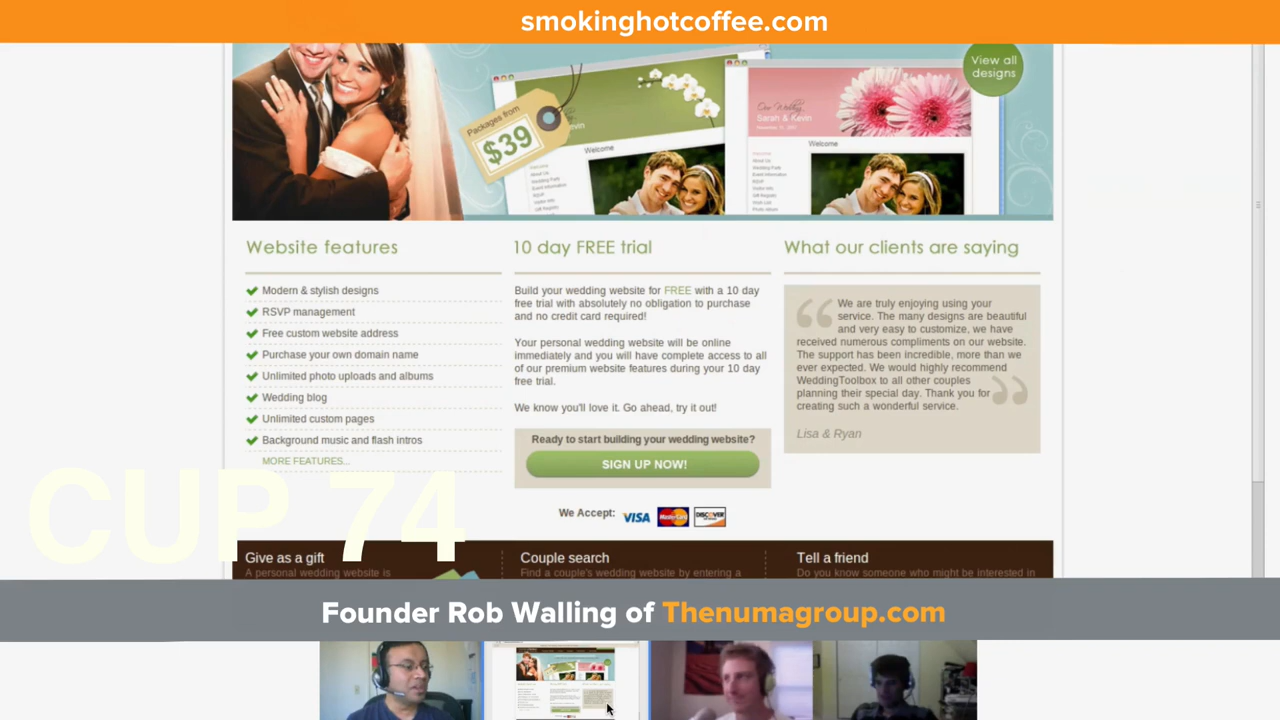 smokinghotcoffee.com
View all
designs
Packages from
$39
Our Wedding
Sarah & Kevin
Welcome
Welcome
Website features
Modern & stylish designs
RSVP management
Free custom website address
Purchase your own domain name
Unlimited photo uploads and albums
Wedding blog
Unlimited custom pages
Background music and flash intros
MORE FEATURES...
10 day FREE trial
Build your wedding website for FREE with a 10 day
free trial with absolutely no obligation to purchase
and no credit card required!
Your personal wedding website will be online
immediately and you will have complete access to all
of our premium website features during your 10 day
free trial.
We know you'll love it. Go ahead, try it out!
Ready to start building your wedding website?
SIGN UP NOW!
We Accept:
VISA
MasterCard
DISCOVER
What our clients are saying
We are truly enjoying using your
service. The many designs are beautiful
and very easy to customize, we have
received numerous compliments on our website.
The support has been incredible, more than we
ever expected. We would highly recommend
WeddingToolbox to all other couples
planning their special day. Thank you for
creating such a wonderful service.
Lisa & Ryan
CUP 74
Give as a gift
A personal wedding website is
Couple search
Find a couple's wedding website by entering a
Tell a friend
Do you know someone who might be interested in
Founder Rob Walling of Thenumagroup.com